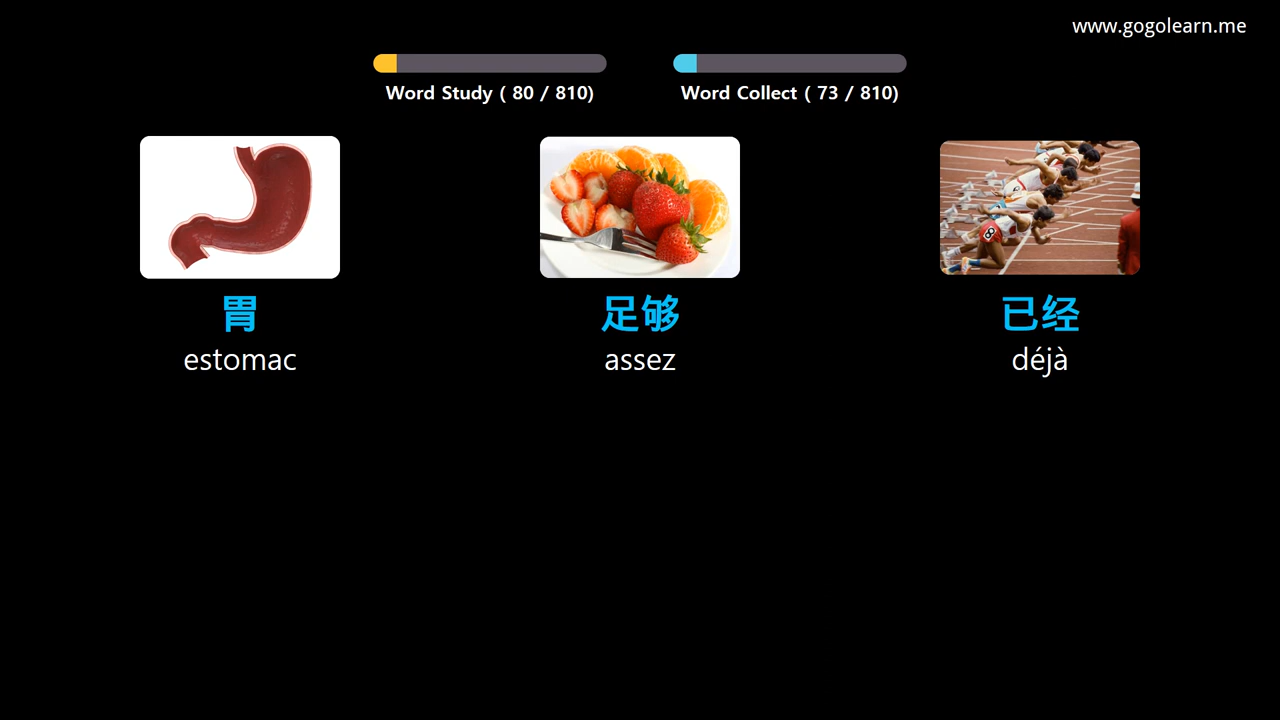 www.gogolearn.me
Word Study ( 80 / 810)
Word Collect ( 73 / 810)
胃
estomac
足够
assez
已经
déjà